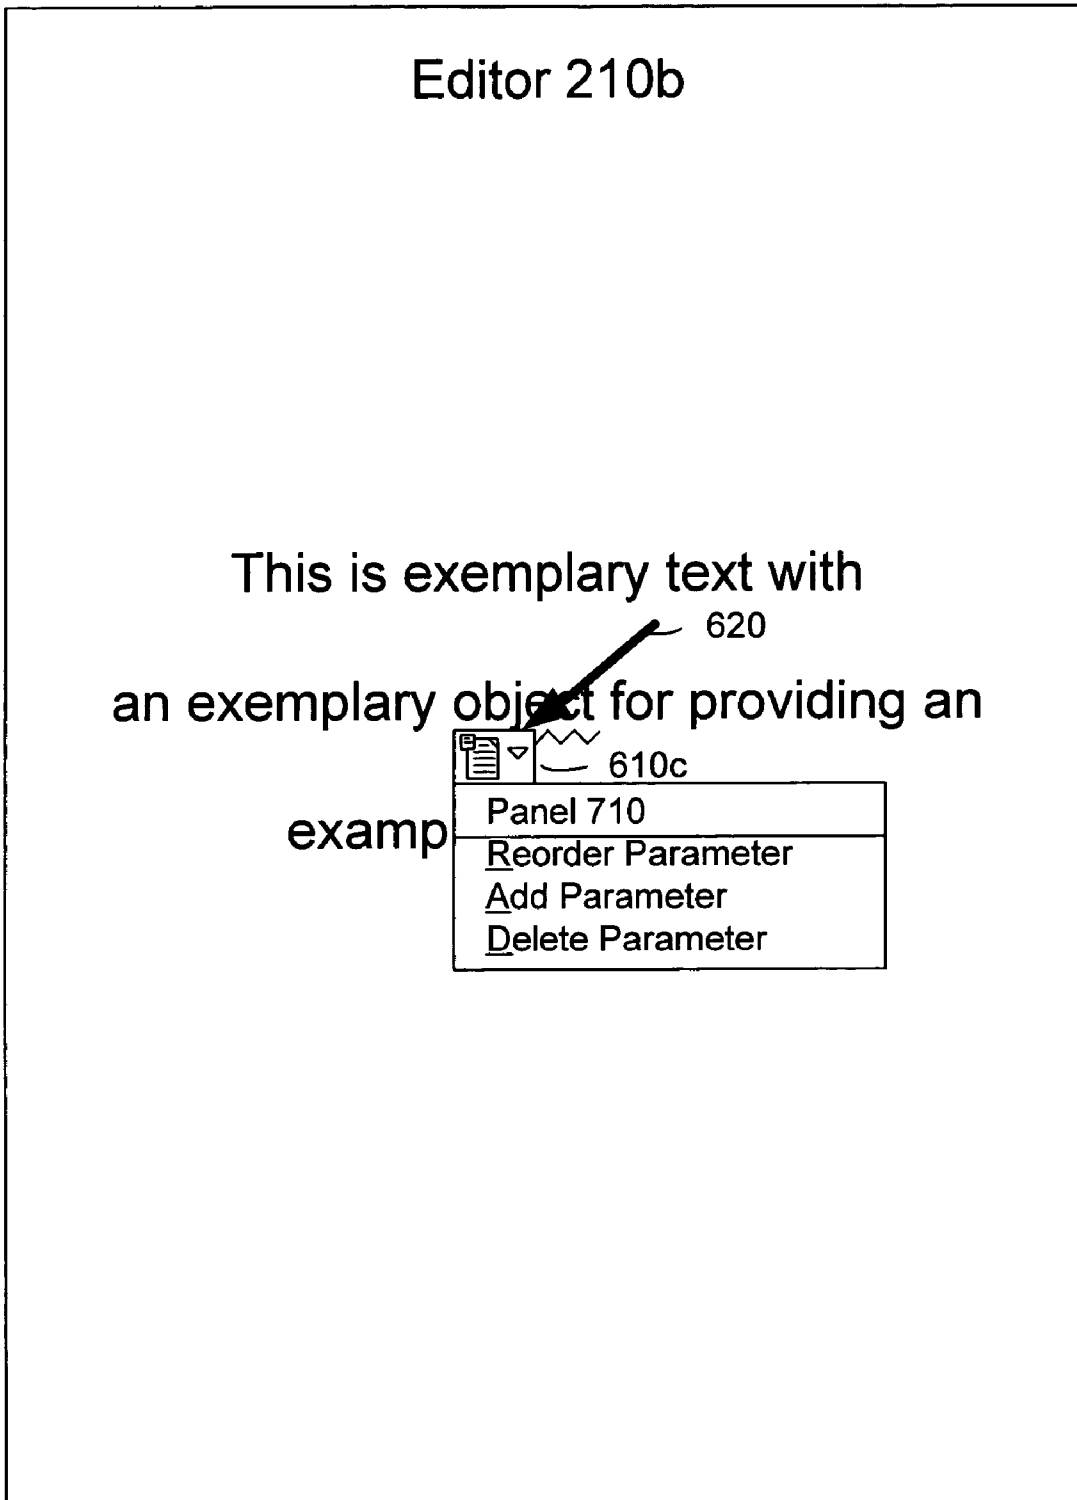 Editor 210b
This is exemplary text with
620
an exemplary object for providing an
610c
Panel 710
examp
Reorder Parameter
Add Parameter
Delete Parameter